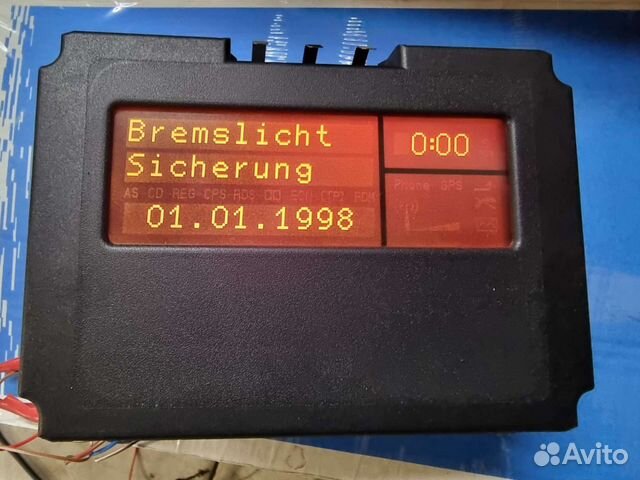 Bremslicht
Sicherung
0:00
AS CD REG CPS RDS
Phone GPS
01.01.1998
Avito